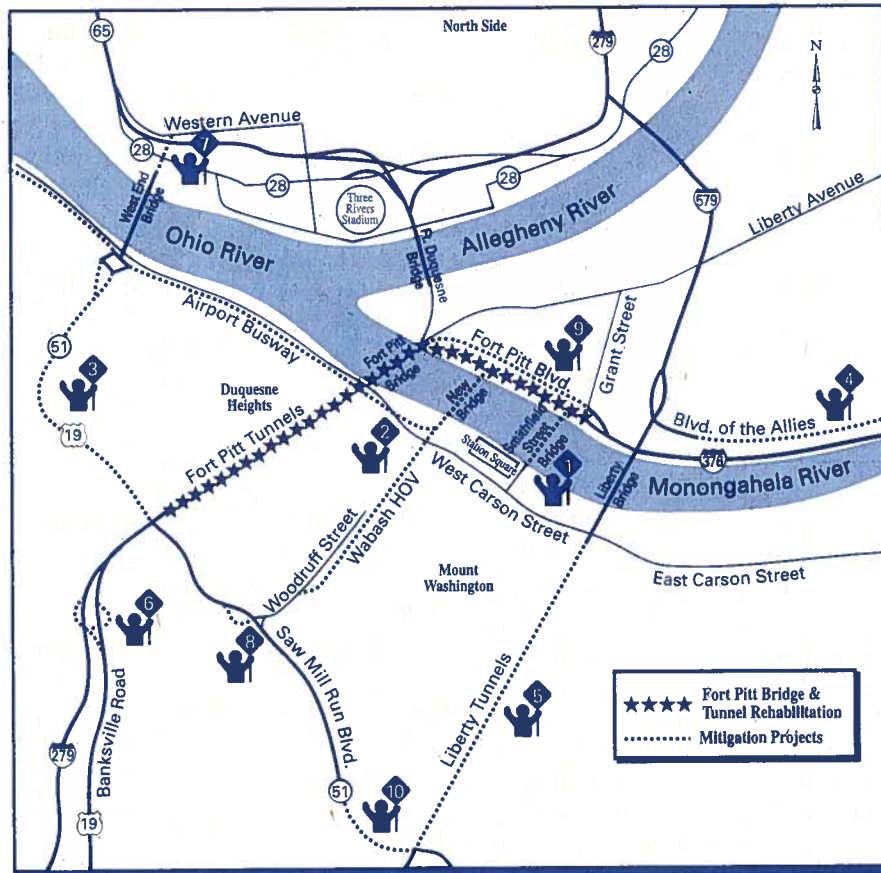 North Side
65
279
28
N
Western Avenue
7
28
28
28
West End
Bridge
Three
Rivers
Stadium
579
Liberty Avenue
Ohio River
Allegheny River
Ft. Duquesne
Bridge
Airport Busway
51
3
Duquesne
Heights
Fort Pitt
Bridge
Fort Pitt Blvd.
9
Grant Street
4
Blvd. of the Allies
19
Fort Pitt Tunnels
2
New
Bridge
Smithfield
Street
Bridge
Station Square
1
Liberty
Bridge
376
Monongahela River
West Carson Street
Woodruff Street
Wabash HOV
Mount
Washington
East Carson Street
6
8
Saw Mill Run Blvd.
Liberty Tunnels
5
Banksville Road
279
19
51
10
Fort Pitt Bridge &
Tunnel Rehabilitation
Mitigation Projects